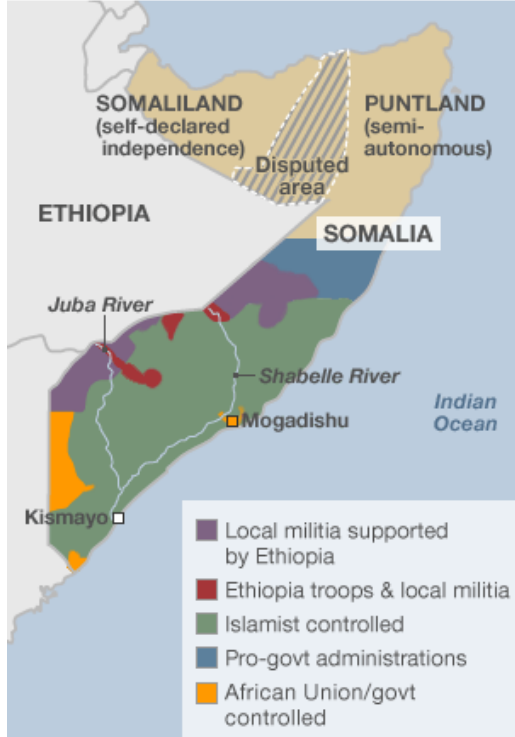 SOMALILAND
(self-declared
independence)
PUNTLAND
(semi-
autonomous)
Disputed
area
ETHIOPIA
SOMALIA
Juba River
Shabelle River
Indian
Ocean
Mogadishu
Kismayo
Local militia supported
by Ethiopia
Ethiopia troops & local militia
Islamist controlled
Pro-govt administrations
African Union/govt
controlled